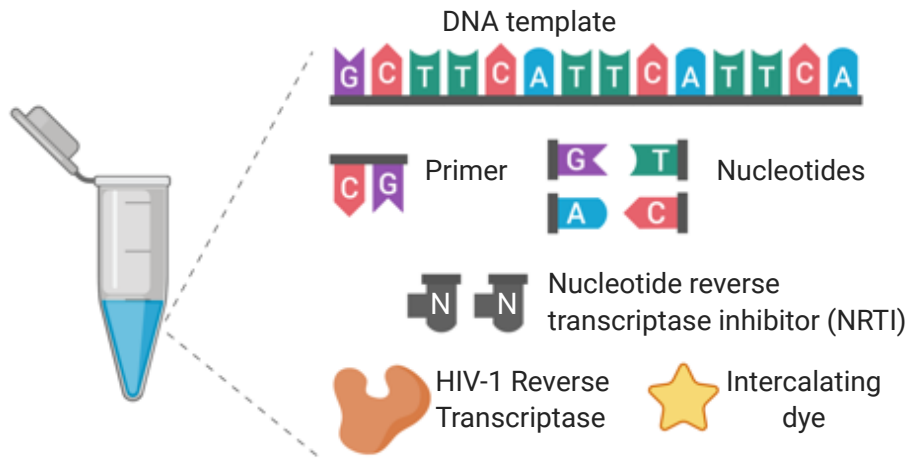 DNA template
G C T T C A T T C A T T C A
C G
Primer
G T
A C
Nucleotides
N N
Nucleotide reverse
transcriptase inhibitor (NRTI)
HIV-1 Reverse
Transcriptase
Intercalating
dye